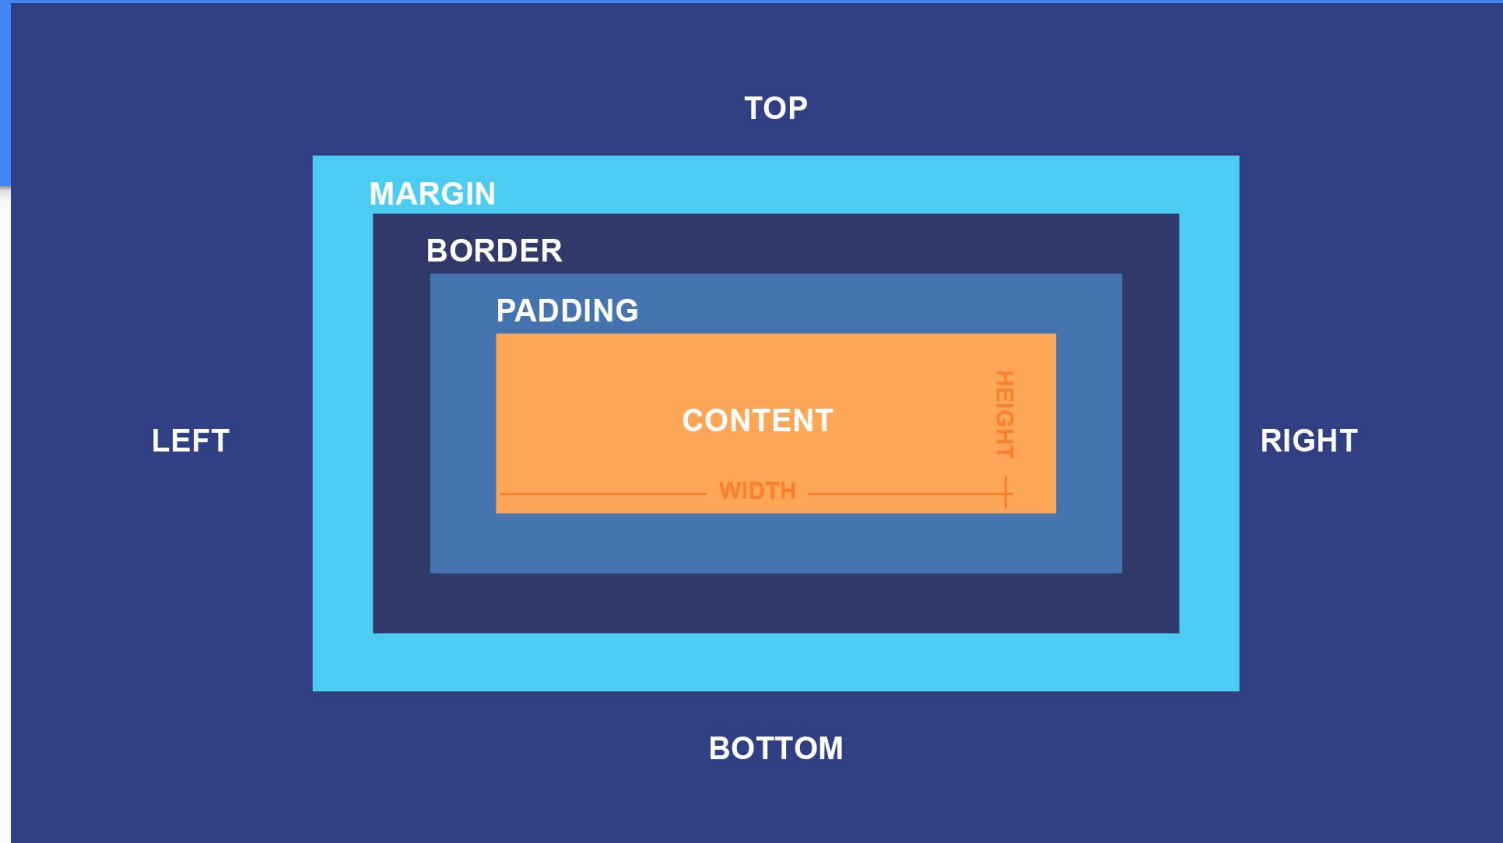 TOP
MARGIN
BORDER
PADDING
HEIGHT
CONTENT
LEFT
RIGHT
WIDTH
BOTTOM